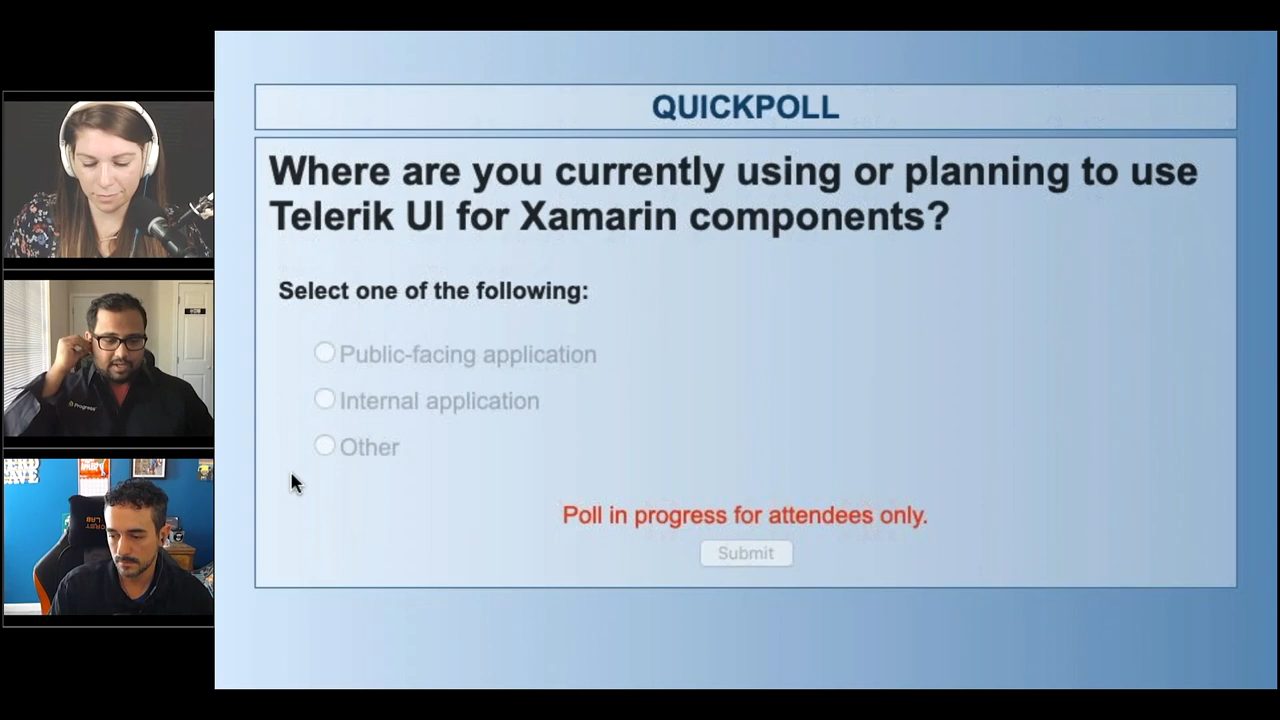 QUICKPOLL
Where are you currently using or planning to use
Telerik UI for Xamarin components?
Select one of the following:
Public-facing application
Internal application
Other
Poll in progress for attendees only.
Submit
Progress